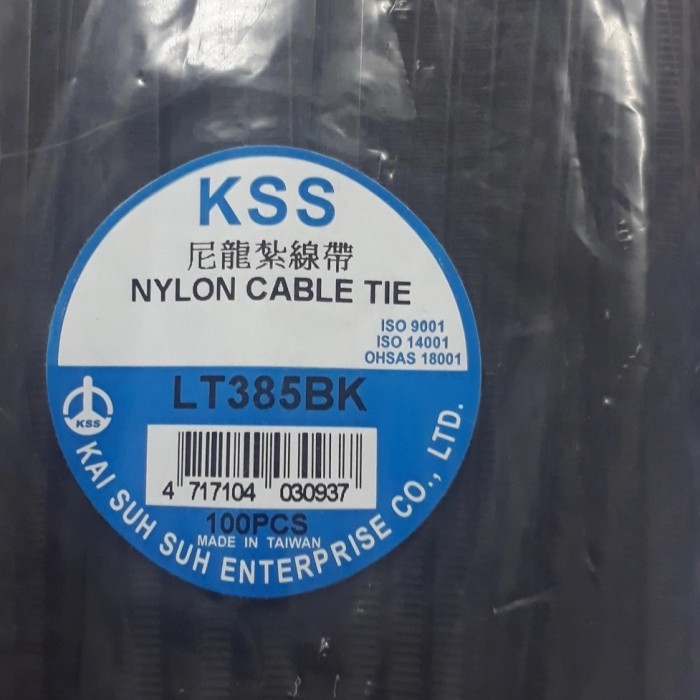 KSS
尼龍紮線帶
NYLON CABLE TIE
ISO 9001
ISO 14001
OHSAS 18001
LT385BK
KSS
4 717104 030937
100PCS
MADE IN TAIWAN
KAI SUH SUH ENTERPRISE CO., LTD.